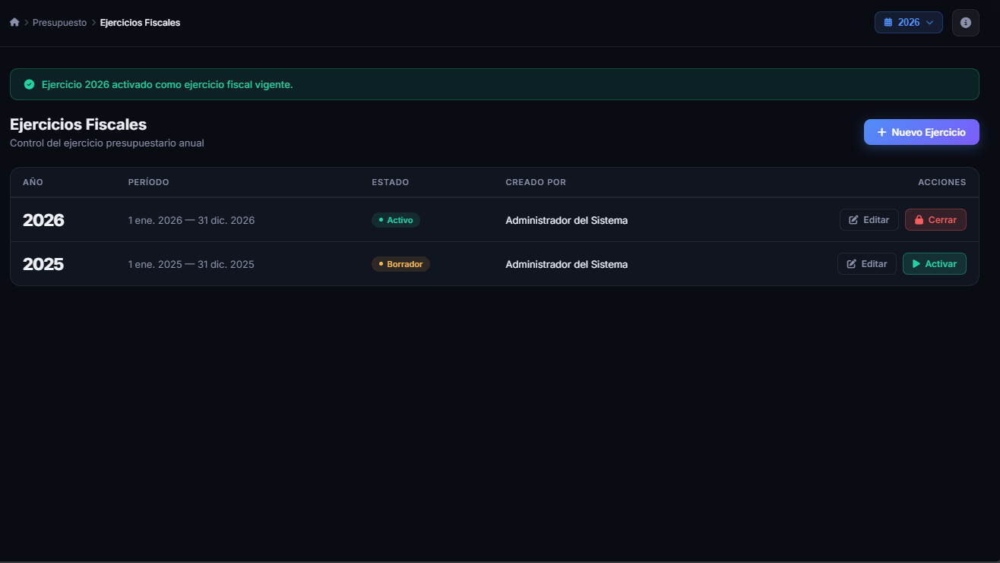 Presupuesto Ejercicios Fiscales 2026
Ejercicio 2026 activado como ejercicio fiscal vigente.
Ejercicios Fiscales
Control del ejercicio presupuestario anual
Nuevo Ejercicio
AÑO PERÍODO ESTADO CREADO POR ACCIONES
2026 1 ene. 2026 — 31 dic. 2026 Activo Administrador del Sistema Editar Cerrar
2025 1 ene. 2025 — 31 dic. 2025 Borrador Administrador del Sistema Editar Activar